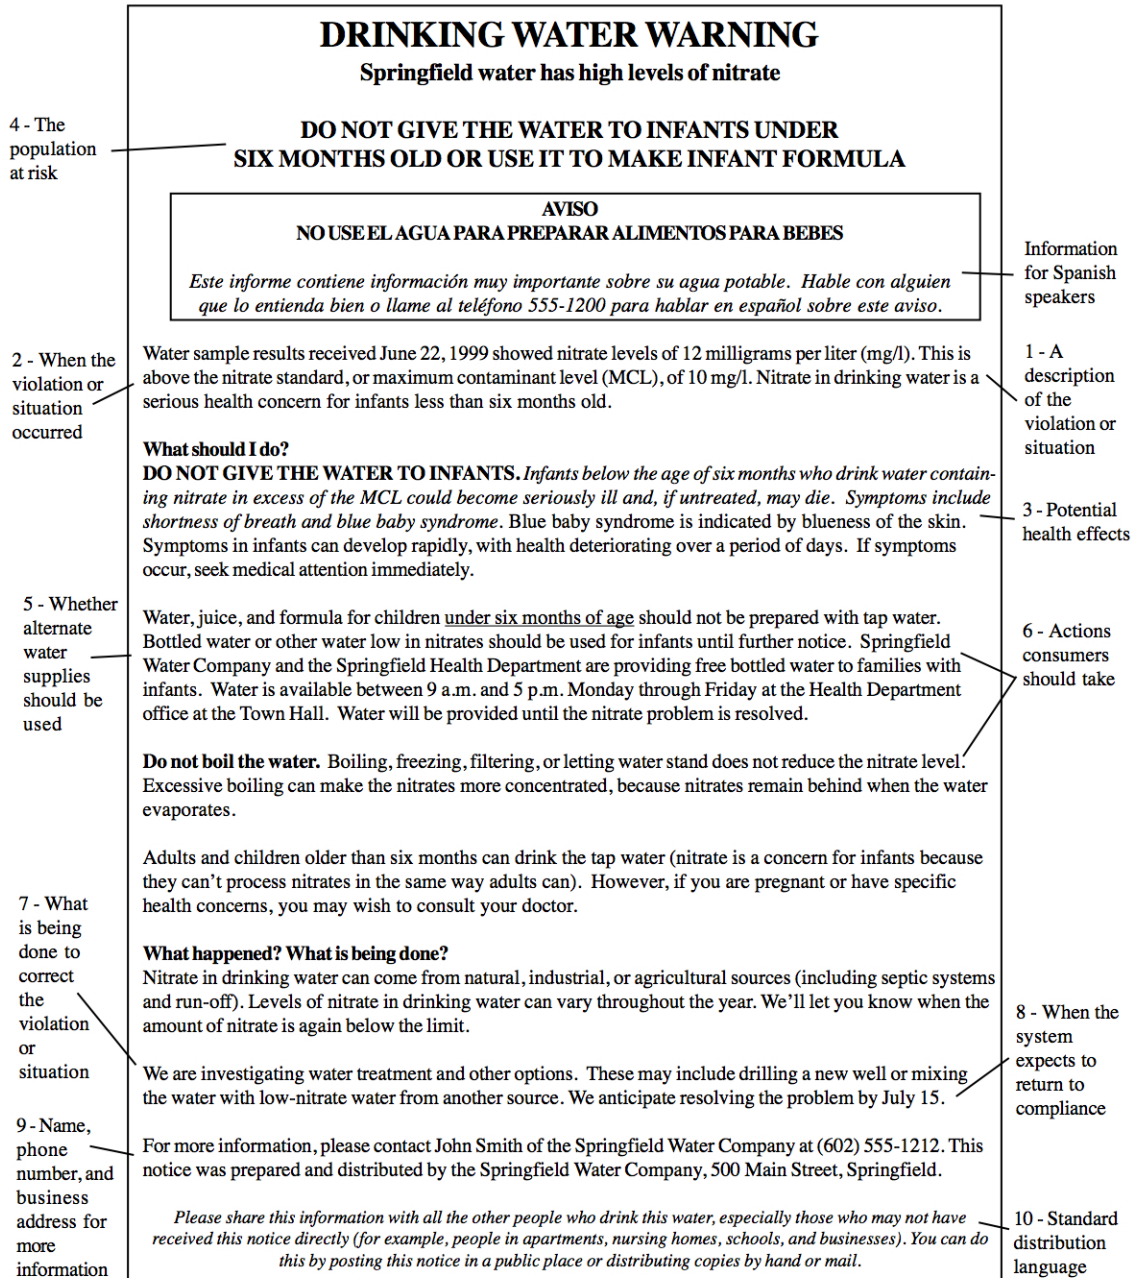 DRINKING WATER WARNING
Springfield water has high levels of nitrate
4 - The
population
at risk
DO NOT GIVE THE WATER TO INFANTS UNDER
SIX MONTHS OLD OR USE IT TO MAKE INFANT FORMULA
AVISO
NO USE EL AGUA PARA PREPARAR ALIMENTOS PARA BEBES
Este informe contiene información muy importante sobre su agua potable. Hable con alguien
que lo entienda bien o llame al teléfono 555-1200 para hablar en español sobre este aviso.
Information
for Spanish
speakers
2 - When the
violation or
situation
occurred
Water sample results received June 22, 1999 showed nitrate levels of 12 milligrams per liter (mg/l). This is
above the nitrate standard, or maximum contaminant level (MCL), of 10 mg/l. Nitrate in drinking water is a
serious health concern for infants less than six months old.
1 - A
description
of the
violation or
situation
What should I do?
DO NOT GIVE THE WATER TO INFANTS. Infants below the age of six months who drink water contain-
ing nitrate in excess of the MCL could become seriously ill and, if untreated, may die. Symptoms include
shortness of breath and blue baby syndrome. Blue baby syndrome is indicated by blueness of the skin.
Symptoms in infants can develop rapidly, with health deteriorating over a period of days. If symptoms
occur, seek medical attention immediately.
3 - Potential
health effects
5 - Whether
alternate
water
supplies
should be
used
Water, juice, and formula for children under six months of age should not be prepared with tap water.
Bottled water or other water low in nitrates should be used for infants until further notice. Springfield
Water Company and the Springfield Health Department are providing free bottled water to families with
infants. Water is available between 9 a.m. and 5 p.m. Monday through Friday at the Health Department
office at the Town Hall. Water will be provided until the nitrate problem is resolved.
6 - Actions
consumers
should take
Do not boil the water. Boiling, freezing, filtering, or letting water stand does not reduce the nitrate level.
Excessive boiling can make the nitrates more concentrated, because nitrates remain behind when the water
evaporates.
Adults and children older than six months can drink the tap water (nitrate is a concern for infants because
they can't process nitrates in the same way adults can). However, if you are pregnant or have specific
health concerns, you may wish to consult your doctor.
7 - What
is being
done to
correct
the
violation
or
situation
What happened? What is being done?
Nitrate in drinking water can come from natural, industrial, or agricultural sources (including septic systems
and run-off). Levels of nitrate in drinking water can vary throughout the year. We'll let you know when the
amount of nitrate is again below the limit.
We are investigating water treatment and other options. These may include drilling a new well or mixing
the water with low-nitrate water from another source. We anticipate resolving the problem by July 15.
8 - When the
system
expects to
return to
compliance
9 - Name,
phone
number, and
business
address for
more
information
For more information, please contact John Smith of the Springfield Water Company at (602) 555-1212. This
notice was prepared and distributed by the Springfield Water Company, 500 Main Street, Springfield.
Please share this information with all the other people who drink this water, especially those who may not have
received this notice directly (for example, people in apartments, nursing homes, schools, and businesses). You can do
this by posting this notice in a public place or distributing copies by hand or mail.
10 - Standard
distribution
language